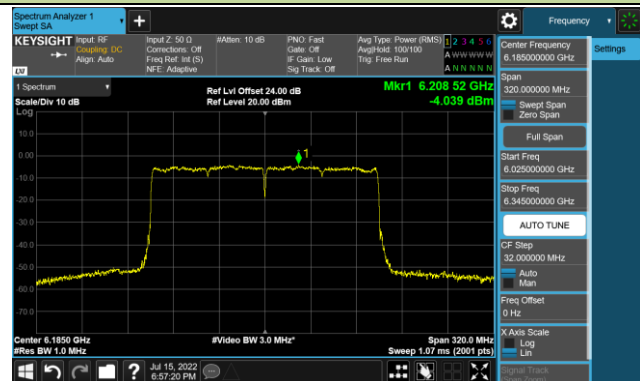 Spectrum Analyzer 1
Swept SA
Frequency
KEYSIGHT
Input: RF
Coupling: DC
Align: Auto
Input Z: 50 Ω
Corrections: Off
Freq Ref: Int (S)
NFE: Adaptive
#Atten: 10 dB
PNO: Fast
Gate: Off
IF Gain: Low
Sig Track: Off
Avg Type: Power (RMS)
Avg|Hold: 100/100
Trig: Free Run
1 2 3 4 5 6
A W W W W W
A N N N N N
LXI
1 Spectrum
Scale/Div 10 dB
Log
Ref Lvl Offset 24.00 dB
Ref Level 20.00 dBm
Mkr1 6.208 52 GHz
-4.039 dBm
10.0
0.00
-10.0
-20.0
-30.0
-40.0
-50.0
-60.0
-70.0
1
Center 6.1850 GHz
#Res BW 1.0 MHz
#Video BW 3.0 MHz*
Span 320.0 MHz
Sweep 1.07 ms (2001 pts)
Jul 15, 2022
6:57:20 PM
?
Center Frequency
6.185000000 GHz
Settings
Span
320.000000 MHz
Swept Span
Zero Span
Full Span
Start Freq
6.025000000 GHz
Stop Freq
6.345000000 GHz
AUTO TUNE
CF Step
32.000000 MHz
Auto
Man
Freq Offset
0 Hz
X Axis Scale
Log
Lin
Signal Track